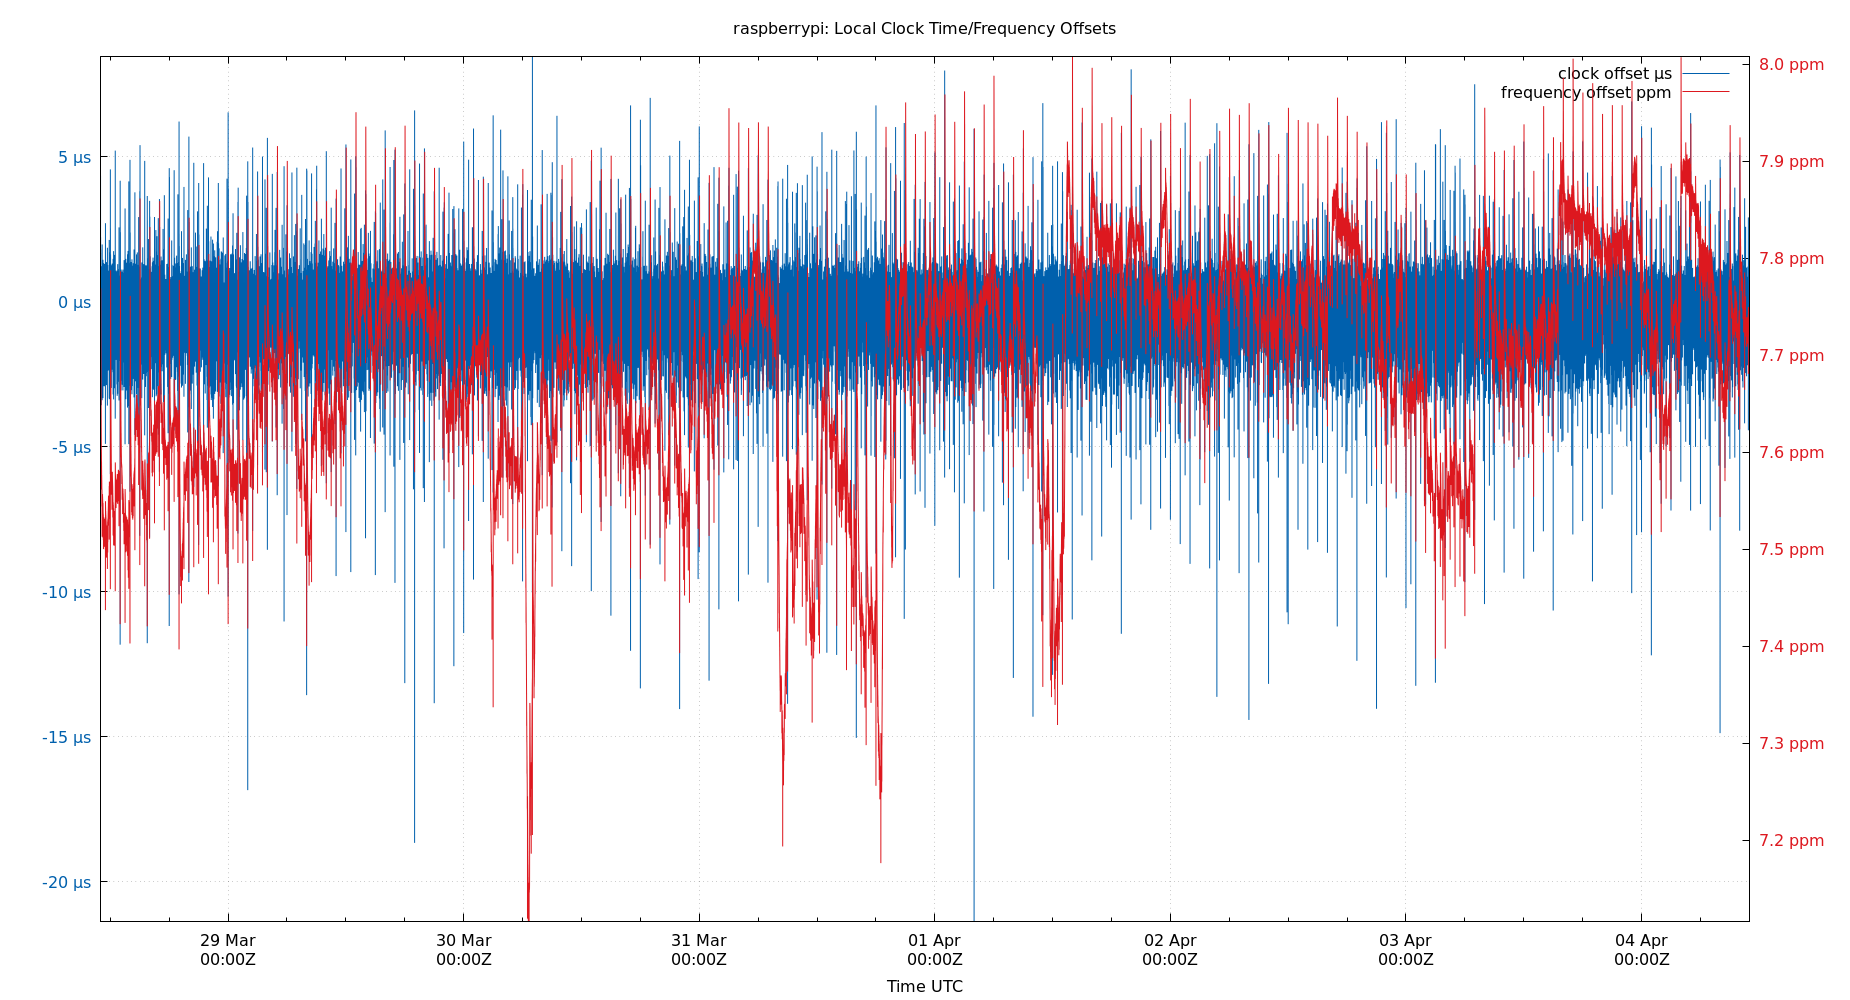 raspberrypi: Local Clock Time/Frequency Offsets
clock offset µs
frequency offset ppm
5 µs
0 µs
-5 µs
-10 µs
-15 µs
-20 µs
8.0 ppm
7.9 ppm
7.8 ppm
7.7 ppm
7.6 ppm
7.5 ppm
7.4 ppm
7.3 ppm
7.2 ppm
29 Mar 30 Mar 31 Mar 01 Apr 02 Apr 03 Apr 04 Apr
00:00Z 00:00Z 00:00Z 00:00Z 00:00Z 00:00Z 00:00Z
Time UTC